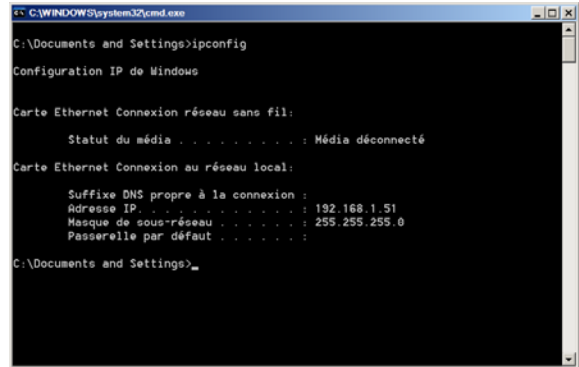 C:\WINDOWS\system32\cmd.exe
C:\Documents and Settings>ipconfig
Configuration IP de Windows
Carte Ethernet Connexion réseau sans fil:
Statut du média . . . . . . . . . : Média déconnecté
Carte Ethernet Connexion au réseau local:
Suffixe DNS propre à la connexion :
Adresse IP. . . . . . . . . . . . : 192.168.1.51
Masque de sous-réseau . . . . . . : 255.255.255.0
Passerelle par défaut . . . . . . :
C:\Documents and Settings>_